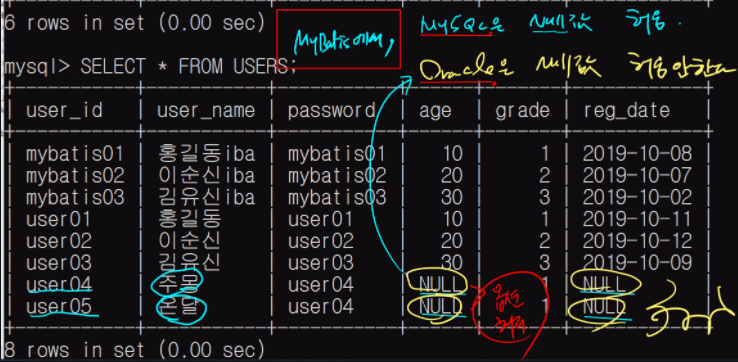 6 rows in set (0.00 sec)
MyBatis에서,
MySQL은 Null값 허용.
mysql> SELECT * FROM USERS;
Oracle은 Null값 허용안한다
user_id | user_name | password | age | grade | reg_date
mybatis01 | 홍길동iba | mybatis01 | 10 | 1 | 2019-10-08
mybatis02 | 이순신iba | mybatis02 | 20 | 2 | 2019-10-07
mybatis03 | 김유신iba | mybatis03 | 30 | 3 | 2019-10-02
user01 | 홍길동 | user01 | 10 | 1 | 2019-10-11
user02 | 이순신 | user02 | 20 | 2 | 2019-10-12
user03 | 김유신 | user03 | 30 | 3 | 2019-10-09
user04 | 주몽 | user04 | NULL | 1 | NULL
user05 | 온달 | user04 | NULL | 1 | NULL
8 rows in set (0.00 sec)